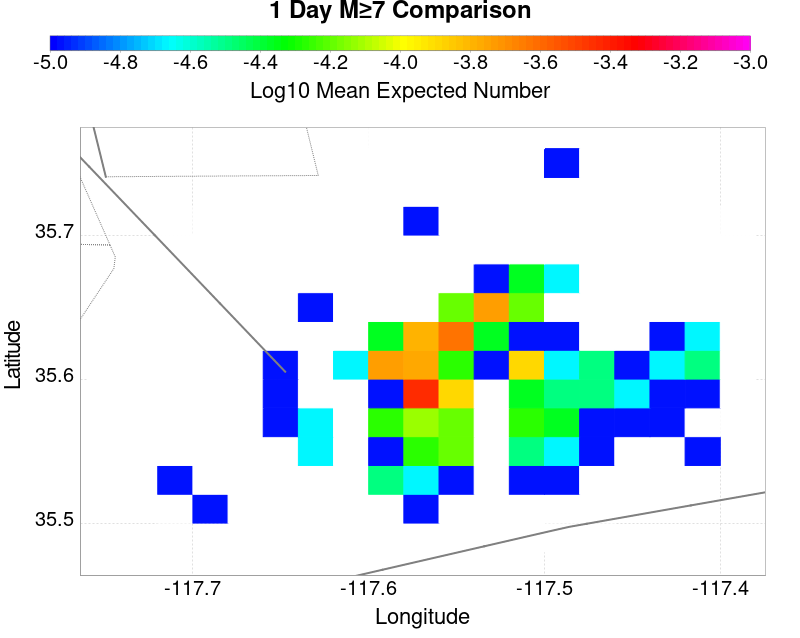 1 Day M≥7 Comparison
-5.0 -4.8 -4.6 -4.4 -4.2 -4.0 -3.8 -3.6 -3.4 -3.2 -3.0
Log10 Mean Expected Number
Latitude
35.7
35.6
35.5
-117.7 -117.6 -117.5 -117.4
Longitude